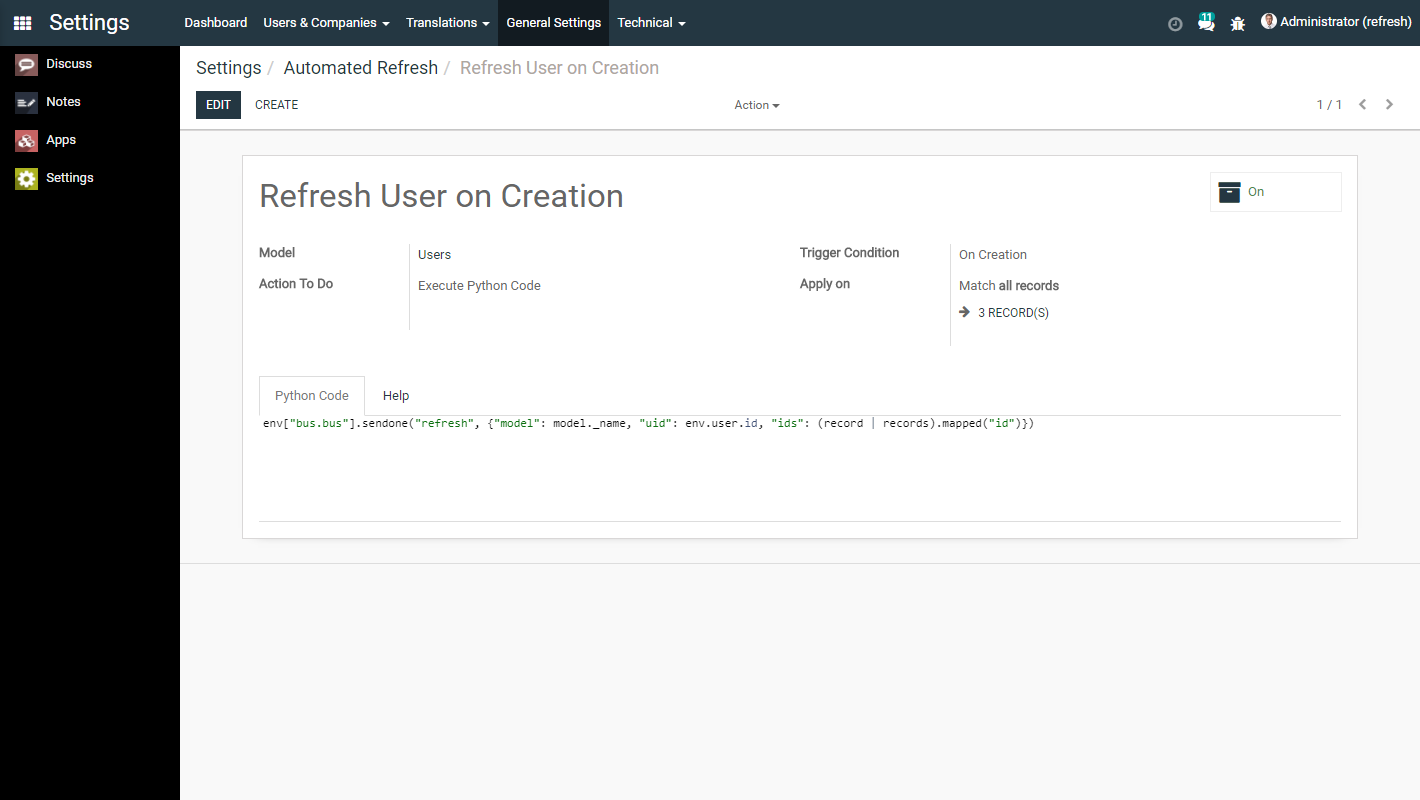 Settings Dashboard Users & Companies Translations General Settings Technical 11 Administrator (refresh)
Discuss
Notes
Apps
Settings
Settings / Automated Refresh / Refresh User on Creation
EDIT CREATE Action 1 / 1
Refresh User on Creation
On
Model Users Trigger Condition On Creation
Action To Do Execute Python Code Apply on Match all records
3 RECORD(S)
Python Code Help
env["bus.bus"].sendone("refresh", {"model": model._name, "uid": env.user.id, "ids": (record | records).mapped("id")})